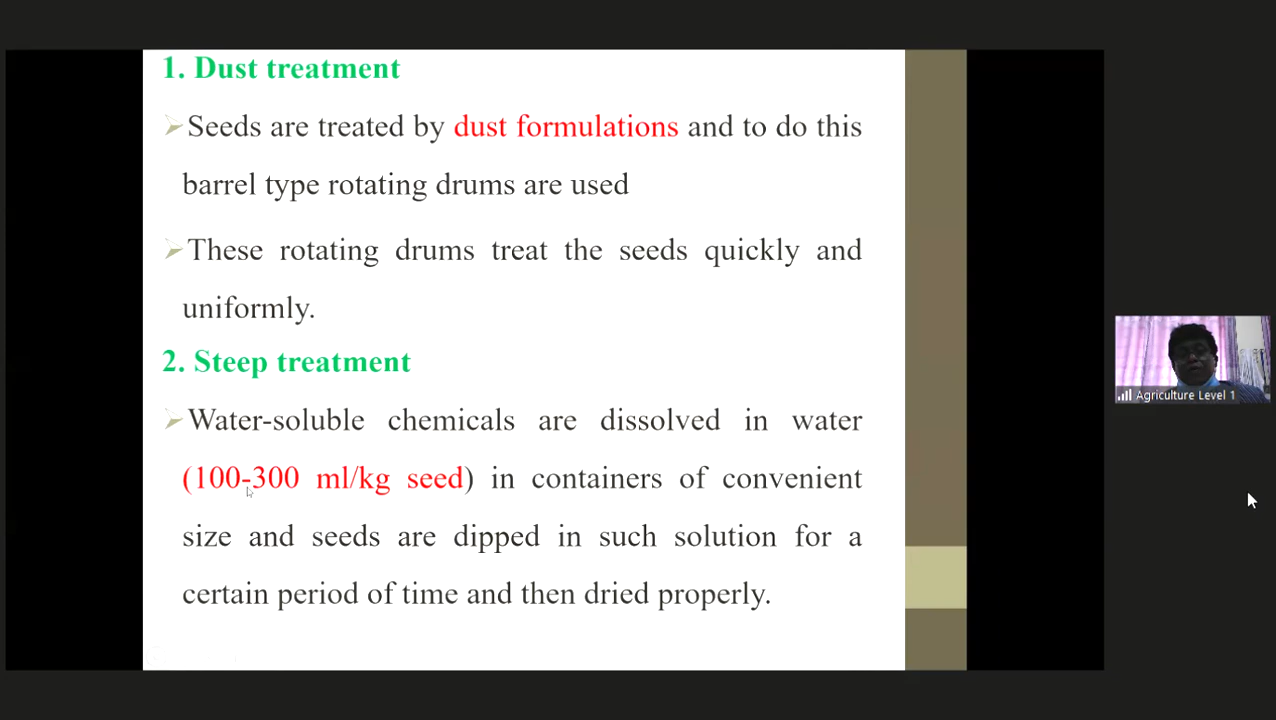 1. Dust treatment
Seeds are treated by dust formulations and to do this
barrel type rotating drums are used
These rotating drums treat the seeds quickly and
uniformly.
2. Steep treatment
Water-soluble chemicals are dissolved in water
(100-300 ml/kg seed) in containers of convenient
size and seeds are dipped in such solution for a
certain period of time and then dried properly.
Agriculture Level 1